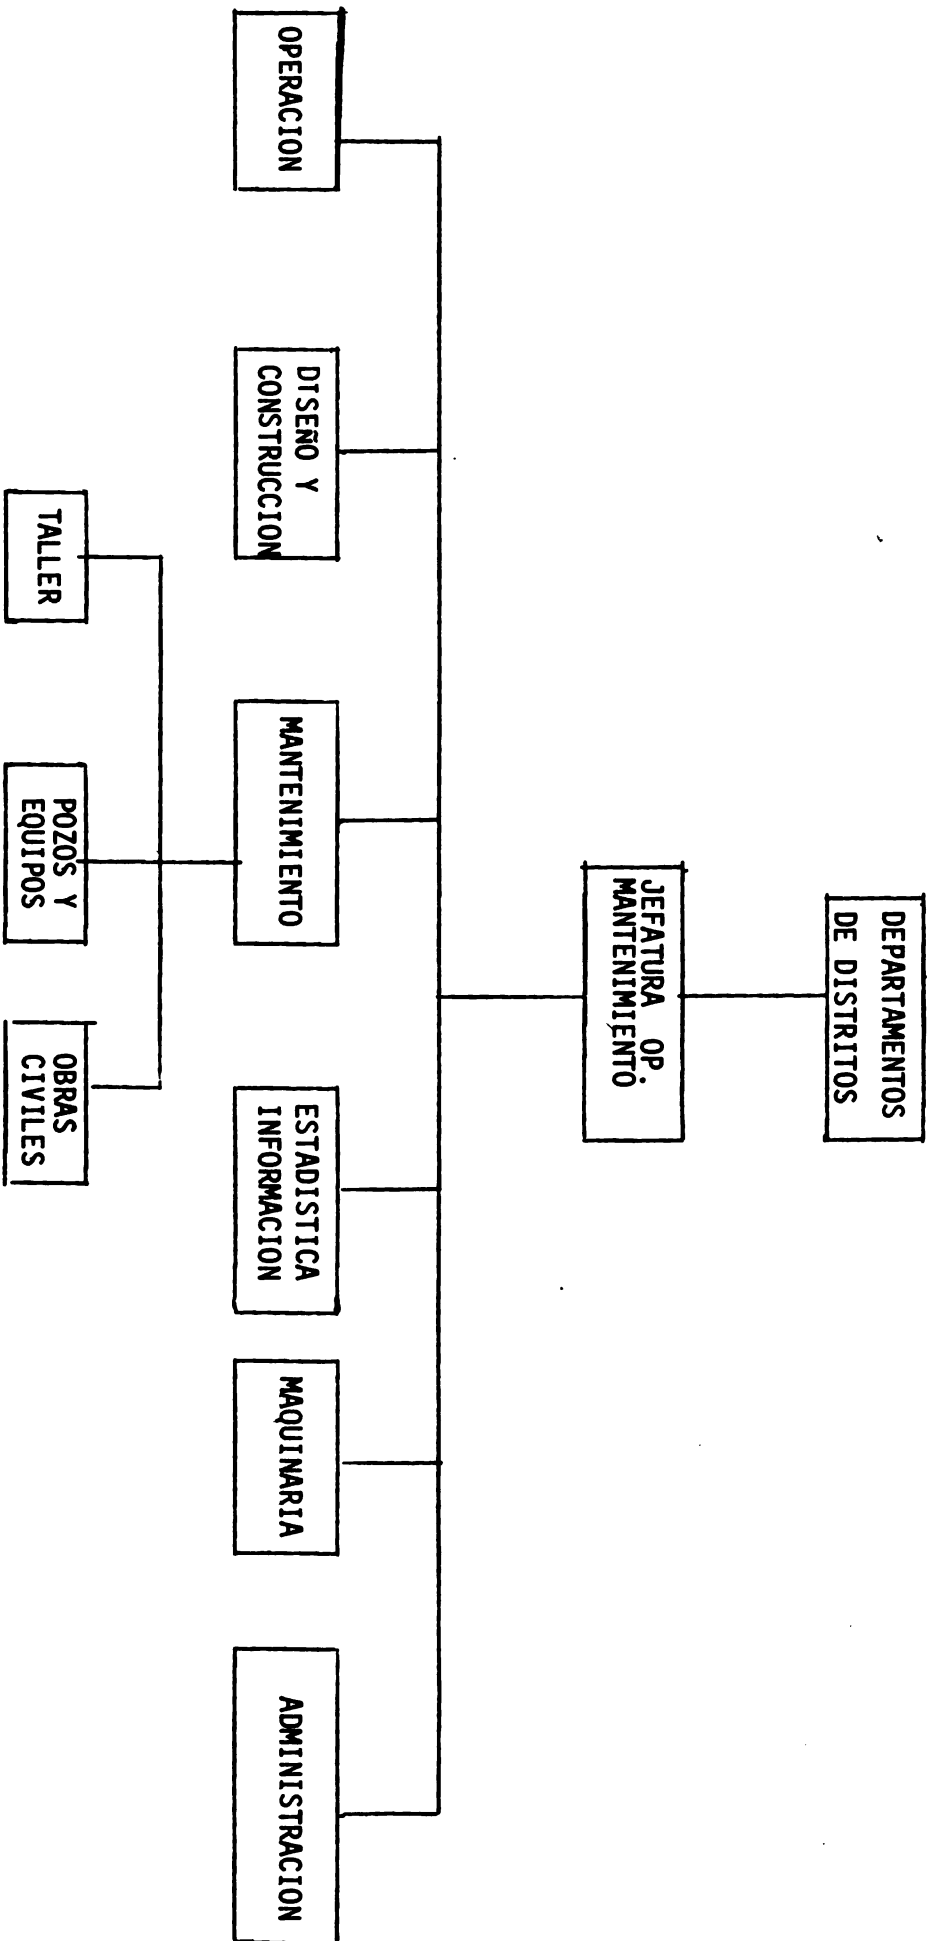 DEPARTAMENTOS
DE DISTRITOS
JEFATURA OP.
MANTENIMIENTO
OPERACION
DISEÑO Y
CONSTRUCCION
MANTENIMIENTO
ESTADISTICA
INFORMACION
MAQUINARIA
ADMINISTRACION
TALLER
POZOS Y
EQUIPOS
OBRAS
CIVILES